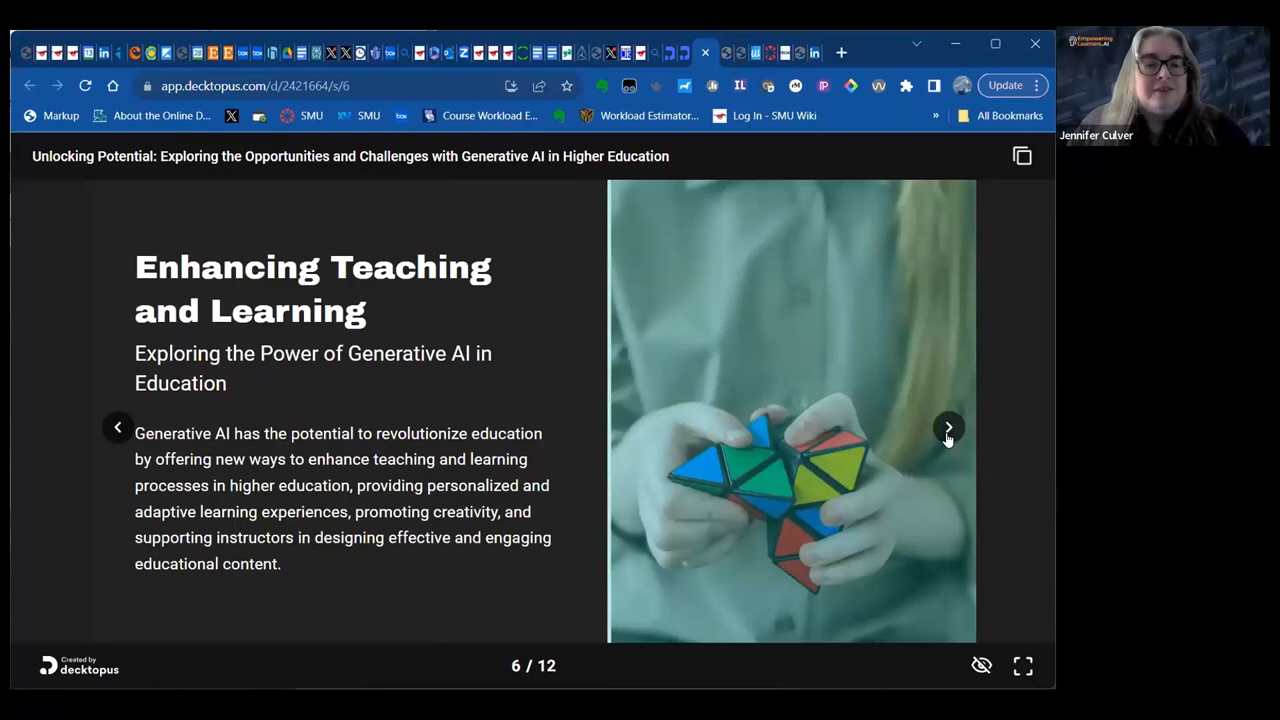 app.decktopus.com/d/2421664/s/6
Update
Markup
About the Online D...
SMU
SMU
Course Workload E...
Workload Estimator...
Log In - SMU Wiki
»
All Bookmarks
Unlocking Potential: Exploring the Opportunities and Challenges with Generative AI in Higher Education
Enhancing Teaching
and Learning
Exploring the Power of Generative AI in
Education
Generative AI has the potential to revolutionize education
by offering new ways to enhance teaching and learning
processes in higher education, providing personalized and
adaptive learning experiences, promoting creativity, and
supporting instructors in designing effective and engaging
educational content.
Created by
decktopus
6 / 12
Empowering
Learners.AI
Jennifer Culver